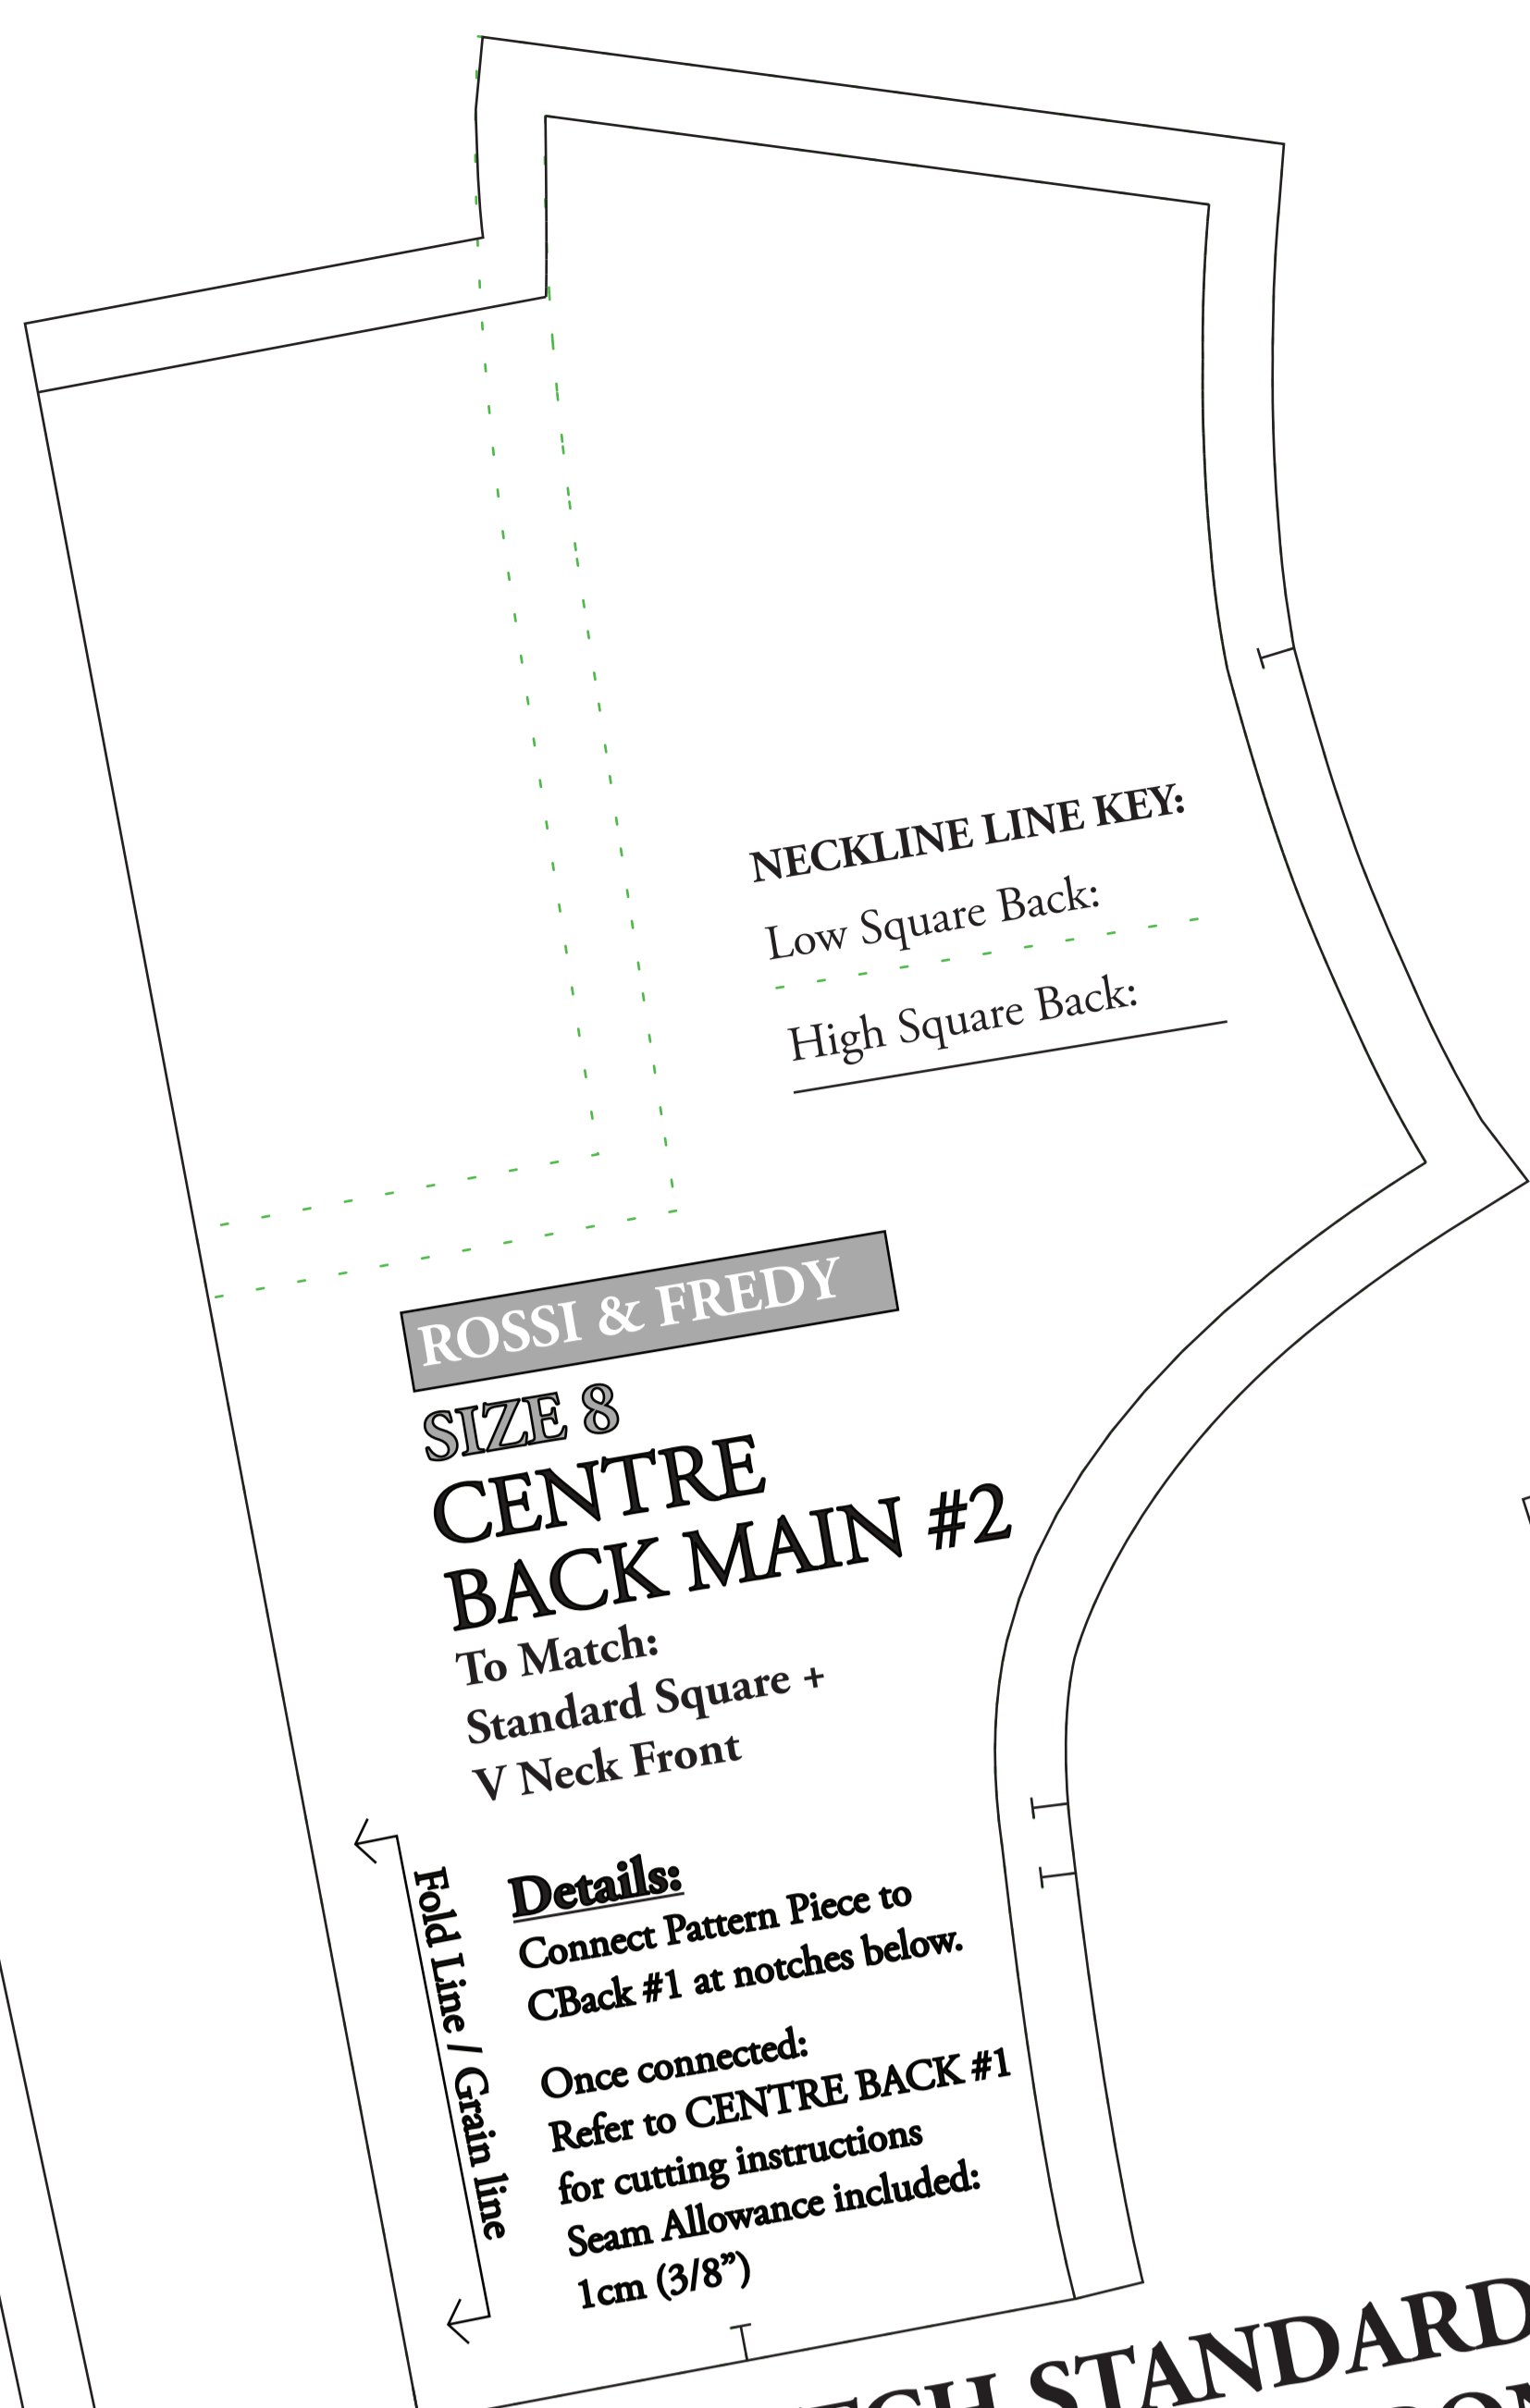 NECKLINE LINE KEY:
Low Square Back:
High Square Back:
ROSSI & FREDY
SIZE 8
CENTRE
BACK MAIN #2
To Match:
Standard Square +
V Neck Front
Fold Line / Grain line
Details:
Connect Pattern Piece to
CBack #1 at notches below.
Once connected:
Refer to CENTRE BACK #1
for cutting instructions
Seam Allowance included:
1cm (3/8”)
STANDARD